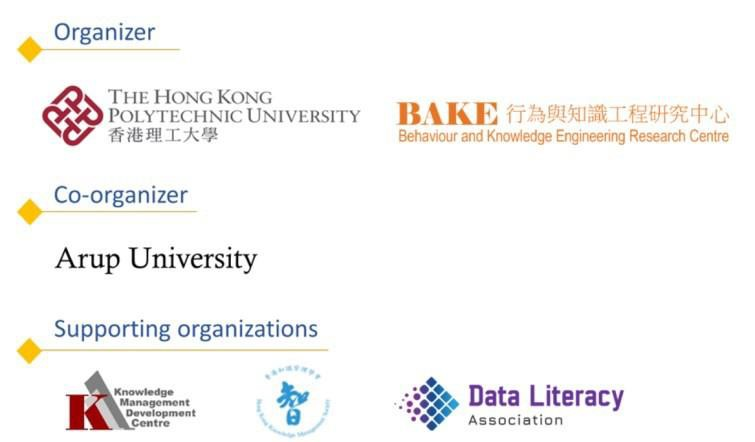 Organizer
THE HONG KONG
POLYTECHNIC UNIVERSITY
香港理工大學
BAKE 行為與知識工程研究中心
Behaviour and Knowledge Engineering Research Centre
Co-organizer
Arup University
Supporting organizations
K
Knowledge
Management
Development
Centre
香港知識管理學會
智
Hong Kong Knowledge Management Society
Data Literacy
Association